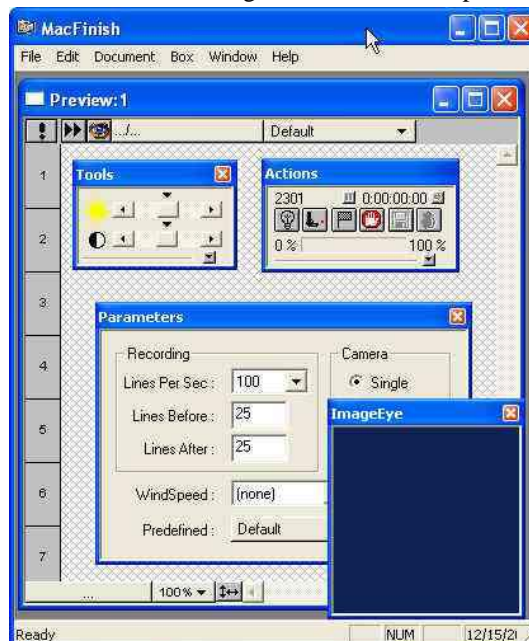 MacFinish
File Edit Document Box Window Help
Preview:1
.../... Default
1
Tools
Actions
2301 0:00:00:00
2
0 % 100 %
3
Parameters
Recording
Camera
4
Lines Per Sec : 100
Single
Lines Before : 25
ImageEye
5
Lines After : 25
6
WindSpeed : (none)
Predefined : Default
7
... 100 %
Ready NUM